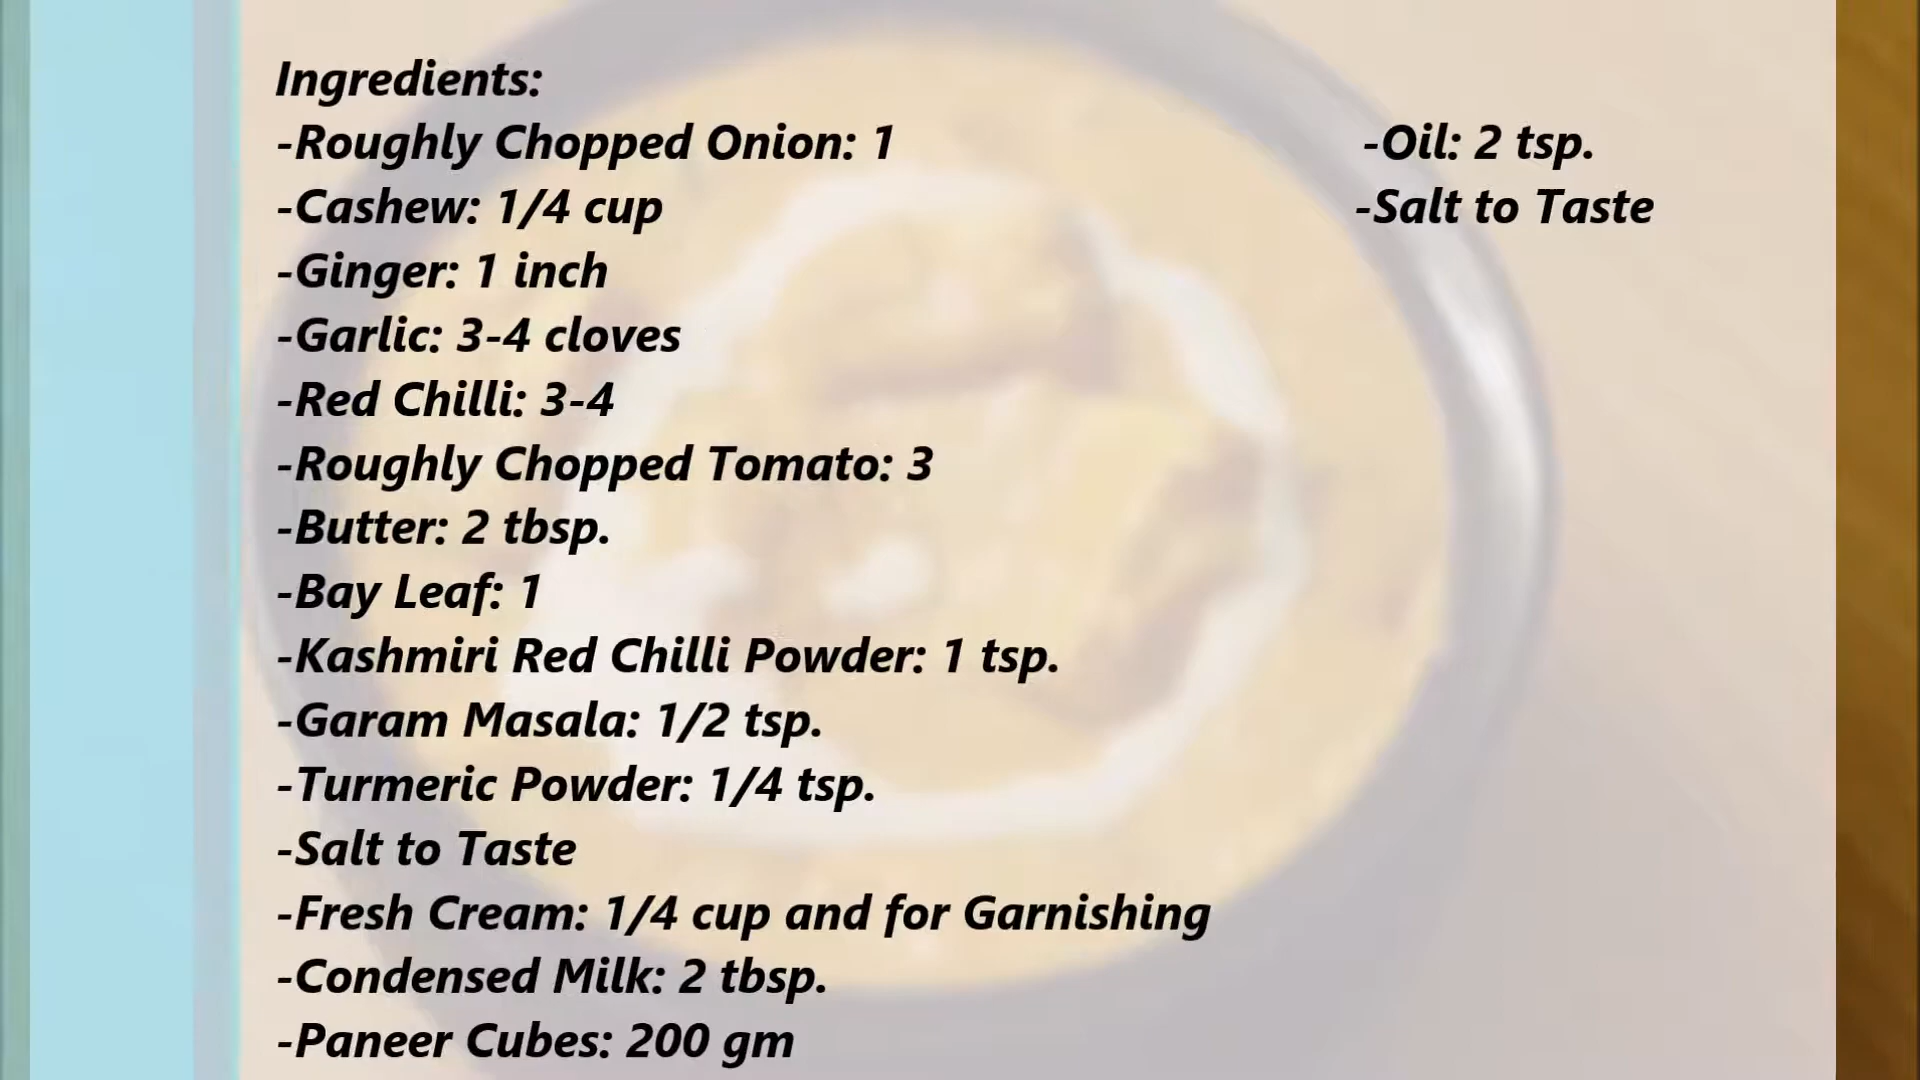 Ingredients:
-Roughly Chopped Onion: 1
-Cashew: 1/4 cup
-Ginger: 1 inch
-Garlic: 3-4 cloves
-Red Chilli: 3-4
-Roughly Chopped Tomato: 3
-Butter: 2 tbsp.
-Bay Leaf: 1
-Kashmiri Red Chilli Powder: 1 tsp.
-Garam Masala: 1/2 tsp.
-Turmeric Powder: 1/4 tsp.
-Salt to Taste
-Fresh Cream: 1/4 cup and for Garnishing
-Condensed Milk: 2 tbsp.
-Paneer Cubes: 200 gm
-Oil: 2 tsp.
-Salt to Taste